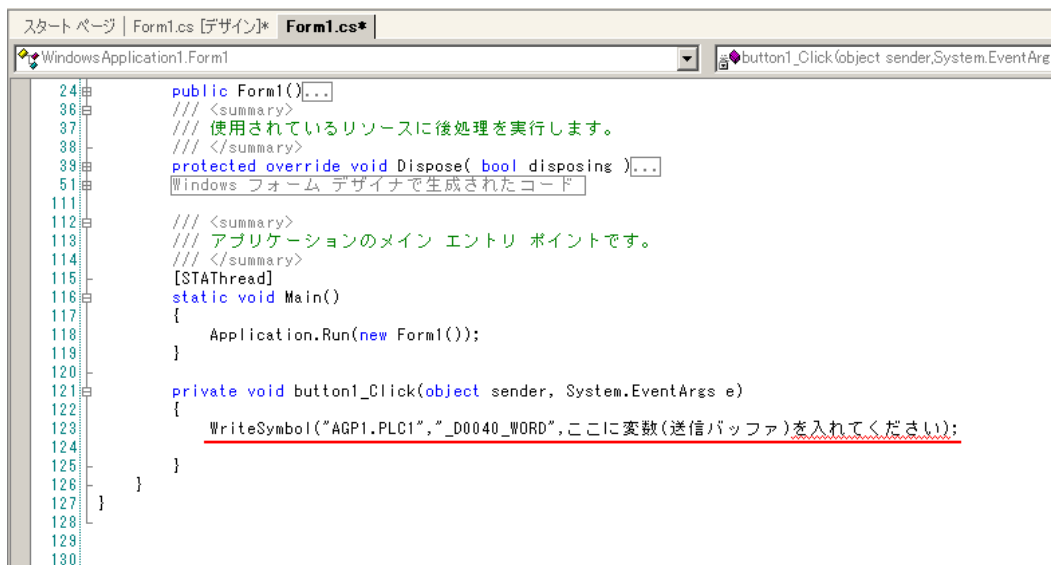 スタート ページ Form1.cs [デザイン]* Form1.cs*
WindowsApplication1.Form1 button1_Click(object sender,System.EventArg
24 public Form1()...
36 /// <summary>
37 /// 使用されているリソースに後処理を実行します。
38 /// </summary>
39 protected override void Dispose( bool disposing )...
51 Windows フォーム デザイナで生成されたコード
111
112 /// <summary>
113 /// アプリケーションのメイン エントリ ポイントです。
114 /// </summary>
115 [STAThread]
116 static void Main()
117 {
118 Application.Run(new Form1());
119 }
120
121 private void button1_Click(object sender, System.EventArgs e)
122 {
123 WriteSymbol("AGP1.PLC1","_D0040_WORD",ここに変数(送信バッファ)を入れてください);
124
125 }
126 }
127 }
128
129
130